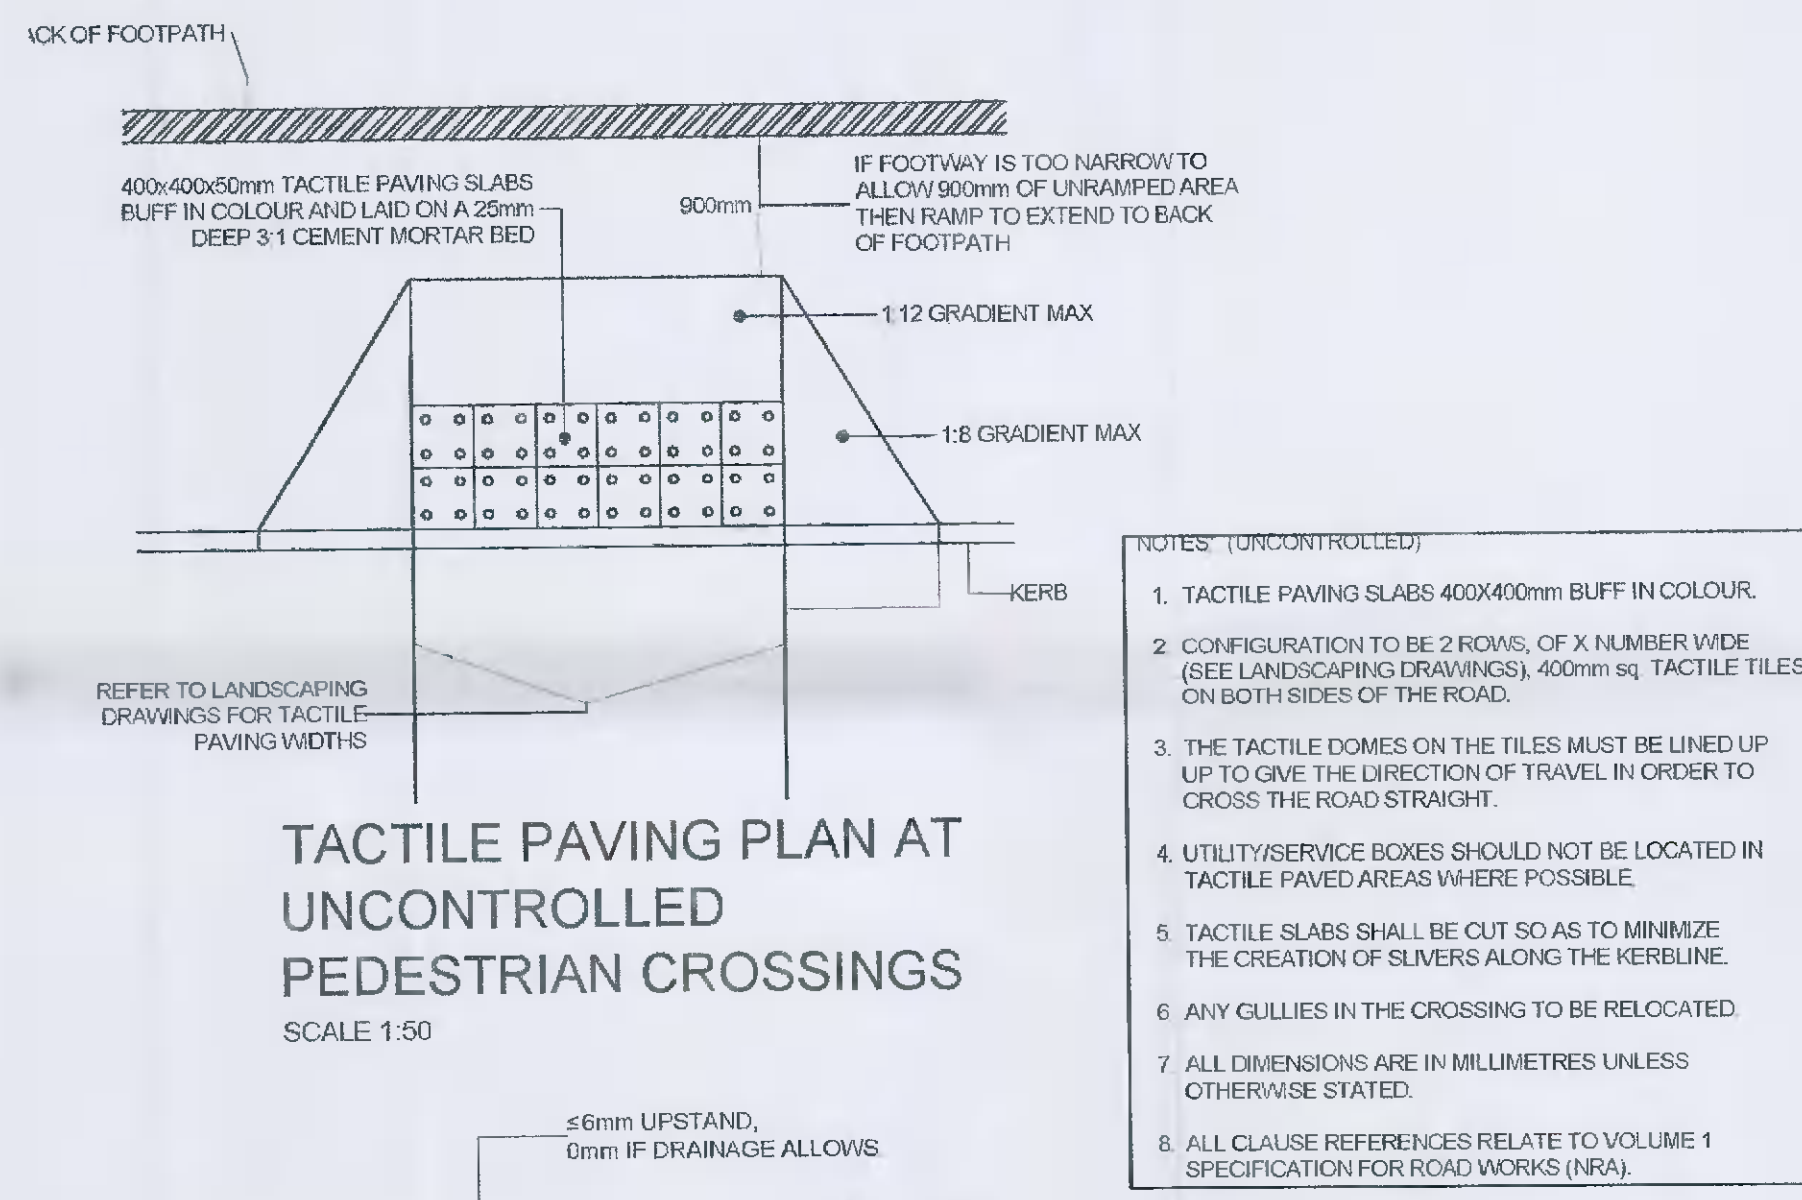 OF FOOTPATH
400x400x50mm TACTILE PAVING SLABS
BUFF IN COLOUR AND LAID ON A 25mm
DEEP 3:1 CEMENT MORTAR BED
900mm
IF FOOTWAY IS TOO NARROW TO
ALLOW 900mm OF UNRAMPED AREA
THEN RAMP TO EXTEND TO BACK
OF FOOTPATH
1:12 GRADIENT MAX
1:8 GRADIENT MAX
KERB
REFER TO LANDSCAPING
DRAWINGS FOR TACTILE
PAVING WIDTHS
TACTILE PAVING PLAN AT
UNCONTROLLED
PEDESTRIAN CROSSINGS
SCALE 1:50
≤6mm UPSTAND,
0mm IF DRAINAGE ALLOWS
NOTES: (UNCONTROLLED)
1. TACTILE PAVING SLABS 400X400mm BUFF IN COLOUR.
2. CONFIGURATION TO BE 2 ROWS, OF X NUMBER WIDE
(SEE LANDSCAPING DRAWINGS), 400mm sq. TACTILE TILES
ON BOTH SIDES OF THE ROAD.
3. THE TACTILE DOMES ON THE TILES MUST BE LINED UP
UP TO GIVE THE DIRECTION OF TRAVEL IN ORDER TO
CROSS THE ROAD STRAIGHT.
4. UTILITY/SERVICE BOXES SHOULD NOT BE LOCATED IN
TACTILE PAVED AREAS WHERE POSSIBLE.
5. TACTILE SLABS SHALL BE CUT SO AS TO MINIMIZE
THE CREATION OF SLIVERS ALONG THE KERBLINE.
6. ANY GULLIES IN THE CROSSING TO BE RELOCATED.
7. ALL DIMENSIONS ARE IN MILLIMETRES UNLESS
OTHERWISE STATED.
8. ALL CLAUSE REFERENCES RELATE TO VOLUME 1
SPECIFICATION FOR ROAD WORKS (NRA).